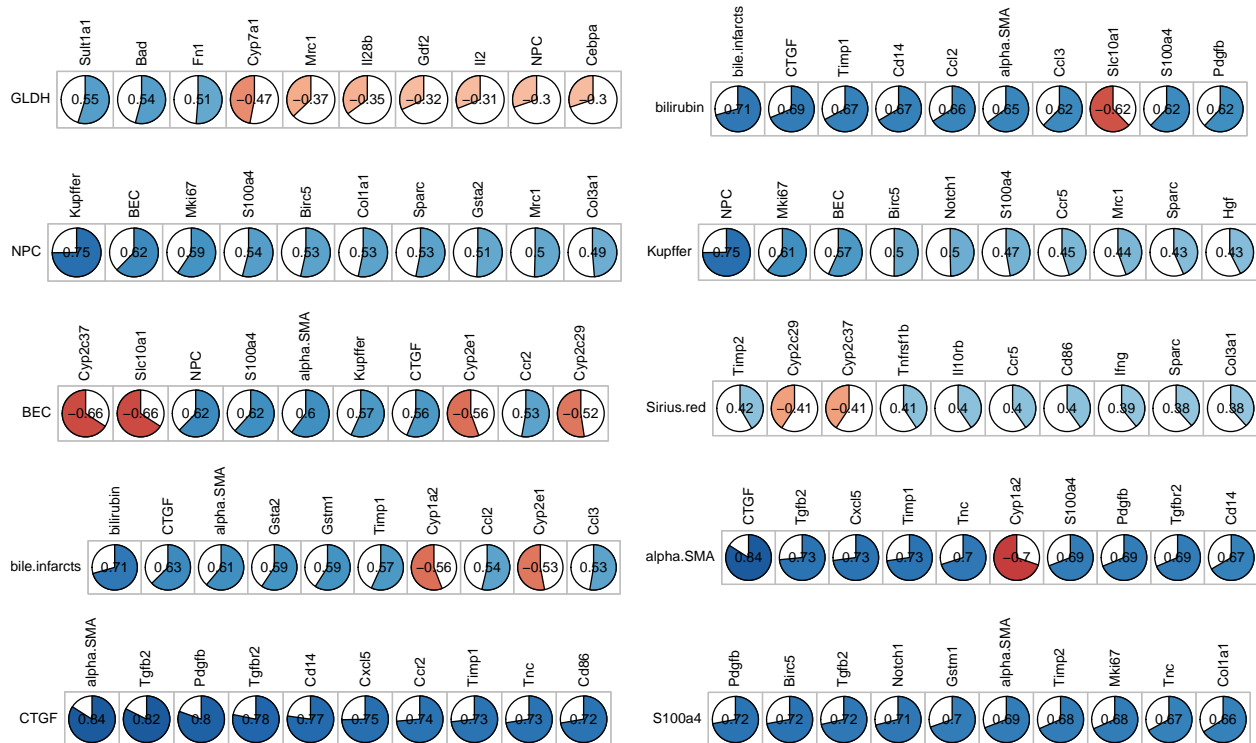 Sult1a1 Bad Fn1 Cyp7a1 Mrc1 Il28b Gdf2 Il2 NPC Cebpa
GLDH 0.55 0.54 0.51 −0.47 −0.37 −0.35 −0.32 −0.31 −0.3 −0.3
bile.infarcts CTGF Timp1 Cd14 Ccl2 alpha.SMA Ccl3 Slc10a1 S100a4 Pdgfb
bilirubin 0.71 0.69 0.67 0.67 0.66 0.65 0.62 −0.62 0.62 0.62
Kupffer BEC Mki67 S100a4 Birc5 Col1a1 Sparc Gsta2 Mrc1 Col3a1
NPC 0.75 0.62 0.59 0.54 0.53 0.53 0.53 0.51 0.5 0.49
NPC Mki67 BEC Birc5 Notch1 S100a4 Ccr5 Mrc1 Sparc Hgf
Kupffer 0.75 0.61 0.57 0.5 0.5 0.47 0.45 0.44 0.43 0.43
Cyp2c37 Slc10a1 NPC S100a4 alpha.SMA Kupffer CTGF Cyp2e1 Ccr2 Cyp2c29
BEC −0.66 −0.66 0.62 0.62 0.6 0.57 0.56 −0.56 0.53 −0.52
Timp2 Cyp2c29 Cyp2c37 Tnfrsf1b Il10rb Ccr5 Cd86 Ifng Sparc Col3a1
Sirius.red 0.42 −0.41 −0.41 0.41 0.4 0.4 0.4 0.39 0.38 0.38
bilirubin CTGF alpha.SMA Gsta2 Gstm1 Timp1 Cyp1a2 Ccl2 Cyp2e1 Ccl3
bile.infarcts 0.71 0.63 0.61 0.59 0.59 0.57 −0.56 0.54 −0.53 0.53
CTGF Tgfb2 Cxcl5 Timp1 Tnc Cyp1a2 S100a4 Pdgfb Tgfbr2 Cd14
alpha.SMA 0.84 0.73 0.73 0.73 0.7 −0.7 0.69 0.69 0.69 0.67
alpha.SMA Tgfb2 Pdgfb Tgfbr2 Cd14 Cxcl5 Ccr2 Timp1 Tnc Cd86
CTGF 0.84 0.82 0.8 0.78 0.77 0.75 0.74 0.73 0.73 0.72
Pdgfb Birc5 Tgfb2 Notch1 Gstm1 alpha.SMA Timp2 Mki67 Tnc Col1a1
S100a4 0.72 0.72 0.72 0.71 0.7 0.69 0.68 0.68 0.67 0.66